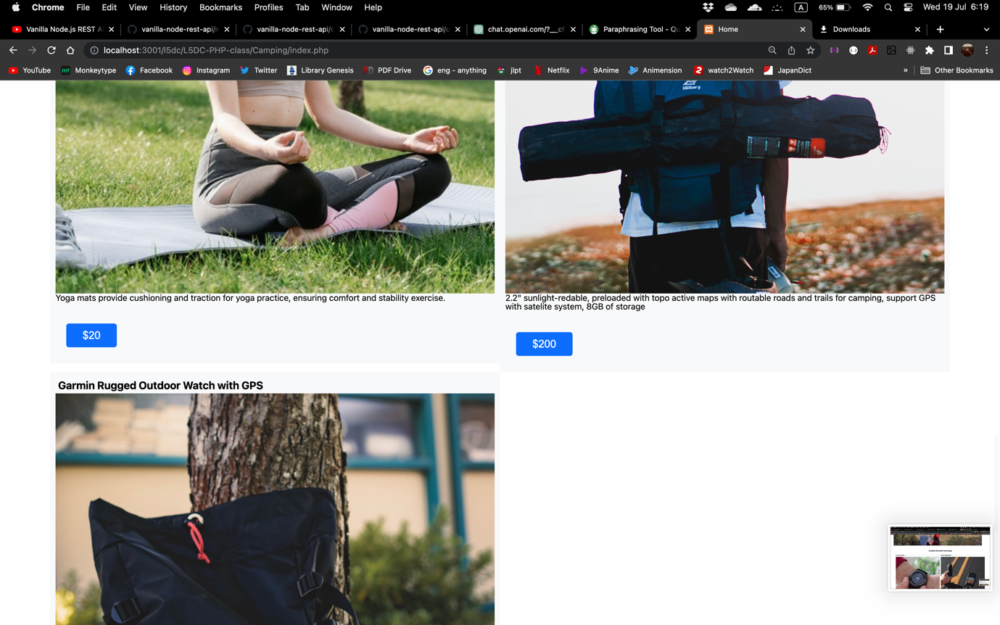 Chrome File Edit View History Bookmarks Profiles Tab Window Help A 65% Wed 19 Jul 6:19
Vanilla Node.js REST A vanilla-node-rest-api/n vanilla-node-rest-api/c vanilla-node-rest-api/u chat.openai.com/?__cf Paraphrasing Tool - Qu Home Downloads
localhost:3001/l5dc/L5DC-PHP-class/Camping/index.php
YouTube mt Monkeytype Facebook Instagram Twitter Library Genesis PDF Drive eng - anything jlpt Netflix 9Anime Animension 2 watch2Watch JapanDict » Other Bookmarks
Yoga mats provide cushioning and traction for yoga practice, ensuring comfort and stability exercise.
$20
2.2" sunlight-redable, preloaded with topo active maps with routable roads and trails for camping, support GPS
with satelite system, 8GB of storage
$200
Garmin Rugged Outdoor Watch with GPS